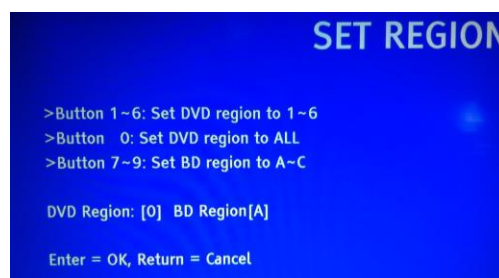 SET REGION
>Button 1~6: Set DVD region to 1~6
>Button 0: Set DVD region to ALL
>Button 7~9: Set BD region to A~C
DVD Region: [0] BD Region[A]
Enter = OK, Return = Cancel